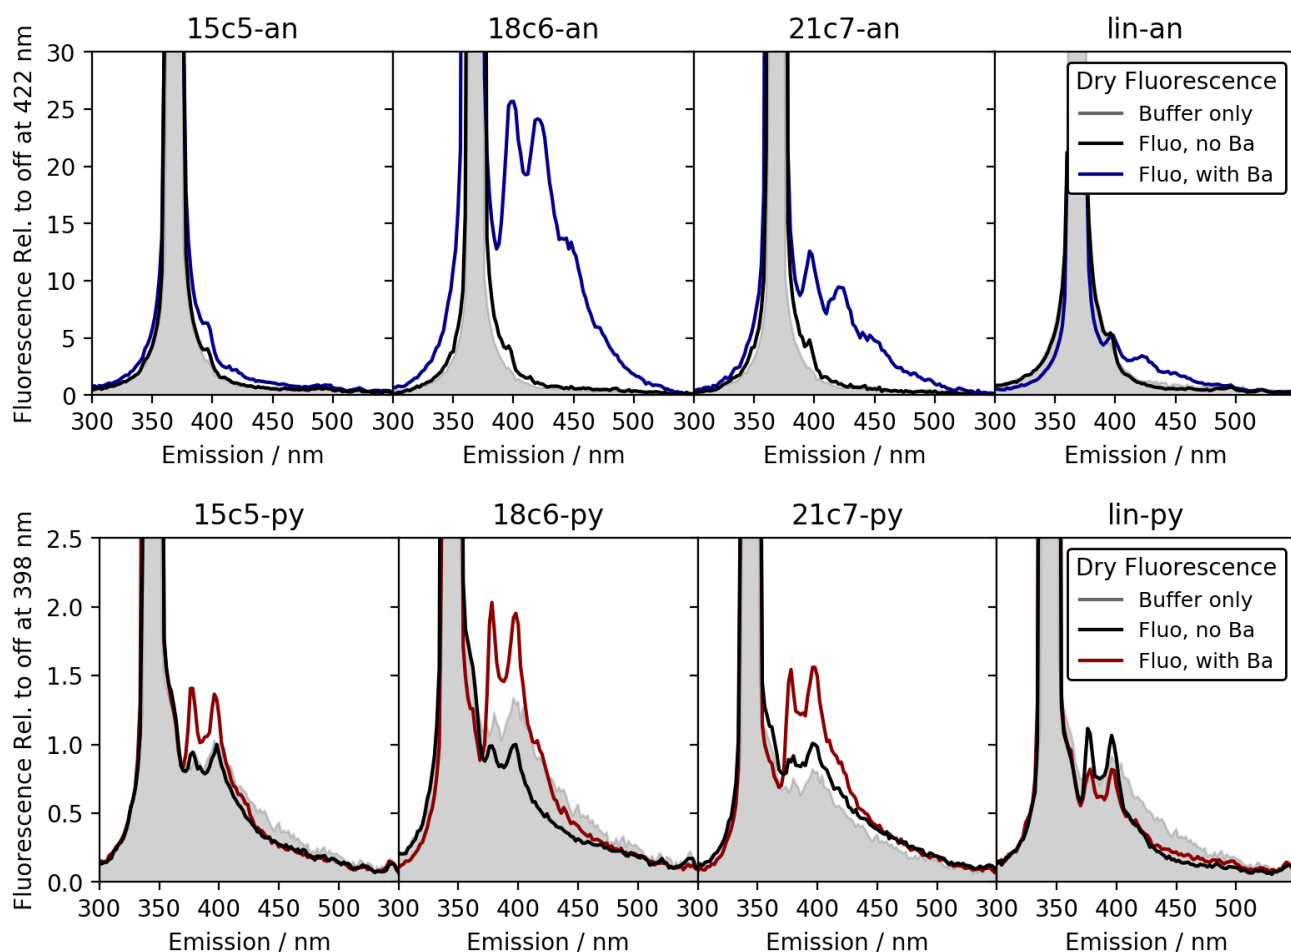 15c5-an 18c6-an 21c7-an lin-an
Fluorescence Rel. to off at 422 nm
30
25
20
15
10
5
0
Dry Fluorescence
Buffer only
Fluo, no Ba
Fluo, with Ba
300 350 400 450 500 300 350 400 450 500 300 350 400 450 500 300 350 400 450 500
Emission / nm Emission / nm Emission / nm Emission / nm
15c5-py 18c6-py 21c7-py lin-py
Fluorescence Rel. to off at 398 nm
2.5
2.0
1.5
1.0
0.5
0.0
Dry Fluorescence
Buffer only
Fluo, no Ba
Fluo, with Ba
300 350 400 450 500 300 350 400 450 500 300 350 400 450 500 300 350 400 450 500
Emission / nm Emission / nm Emission / nm Emission / nm